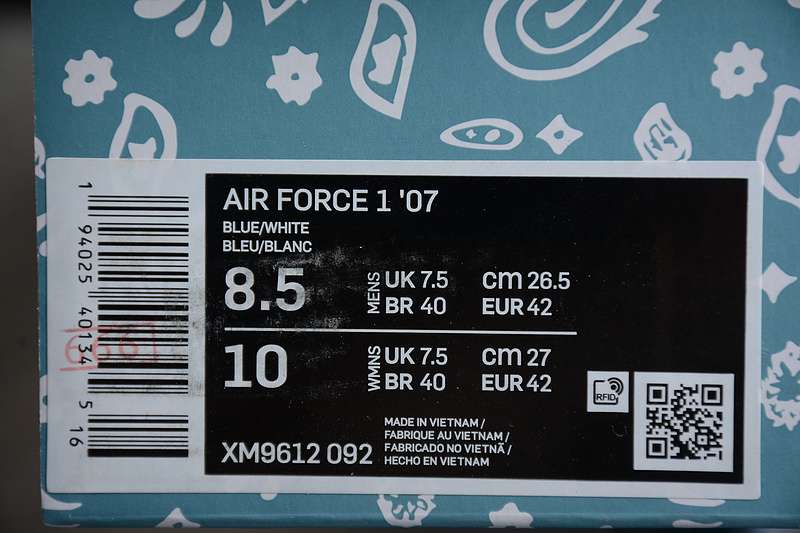 AIR FORCE 1 '07
BLUE/WHITE
BLEU/BLANC
8.5
MENS
UK 7.5 cm 26.5
BR 40 EUR 42
10
WMNS
UK 7.5 cm 27
BR 40 EUR 42
XM9612 092
MADE IN VIETNAM /
FABRIQUE AU VIETNAM /
FABRICADO NO VIETNÃ /
HECHO EN VIETNAM
RFID
1 94025 40134 5 16